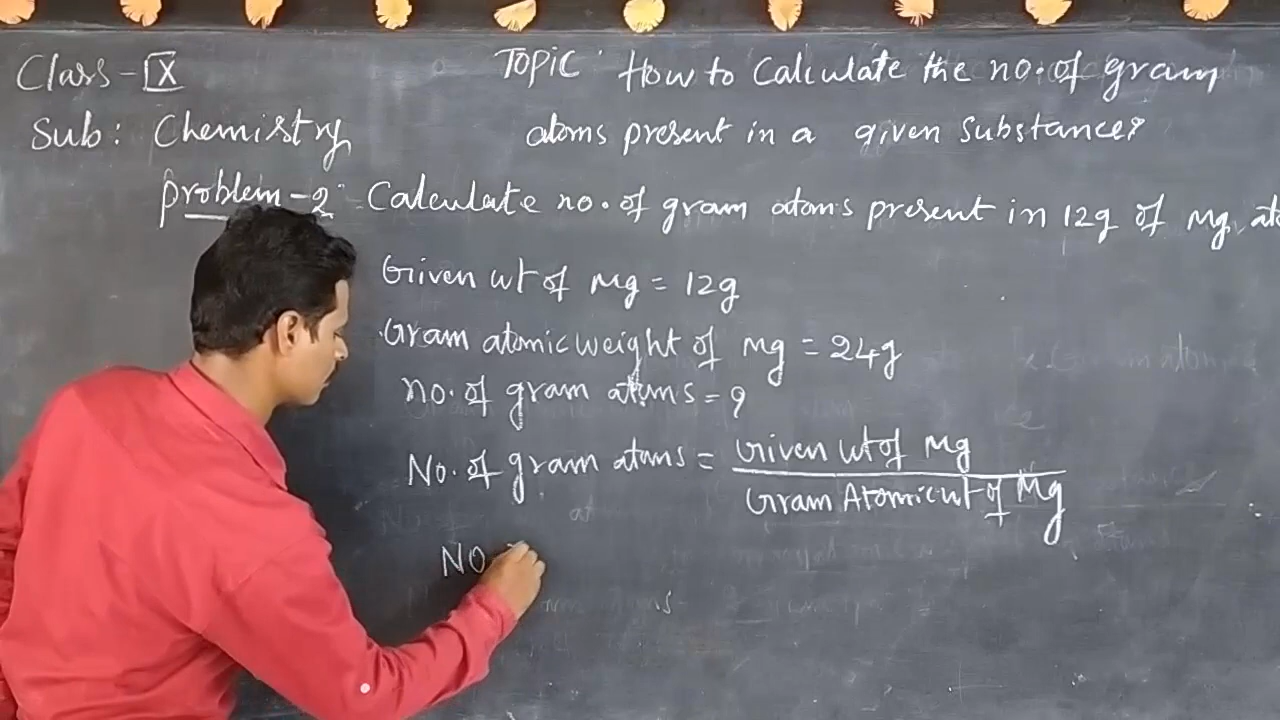 Class - IX
Sub: Chemistry
TOPIC: How to Calculate the no. of gram
atoms present in a given substance?
problem-2: Calculate no. of gram atoms present in 12g of Mg
Given wt of Mg = 12g
Gram atomic weight of Mg = 24g
no. of gram atoms = ?
No. of gram atoms = Given wt of Mg
Gram Atomic wt of Mg
NO